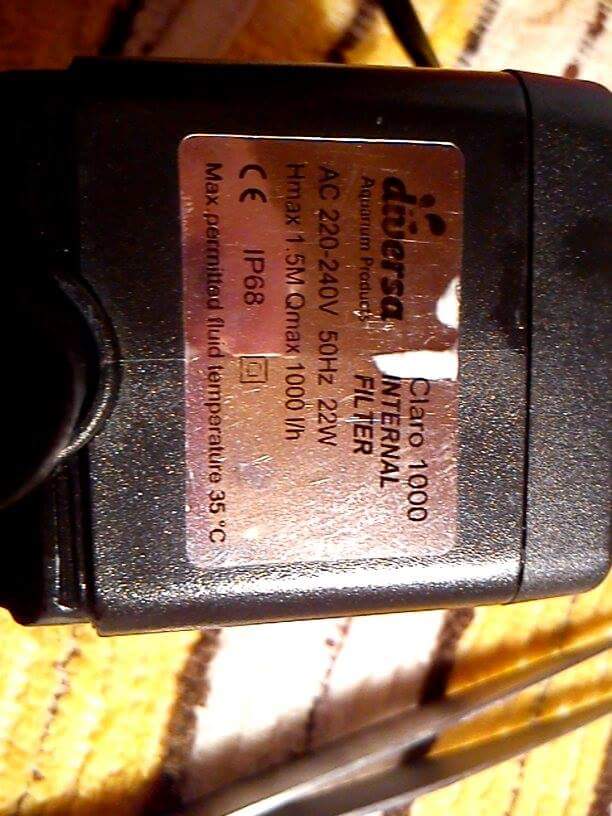 diversa
Aquarium Products
Claro 1000
INTERNAL
FILTER
AC 220-240V 50Hz 22W
Hmax 1.5M Qmax 1000 l/h
CE IP68
Max.permitted fluid temperature 35 °C